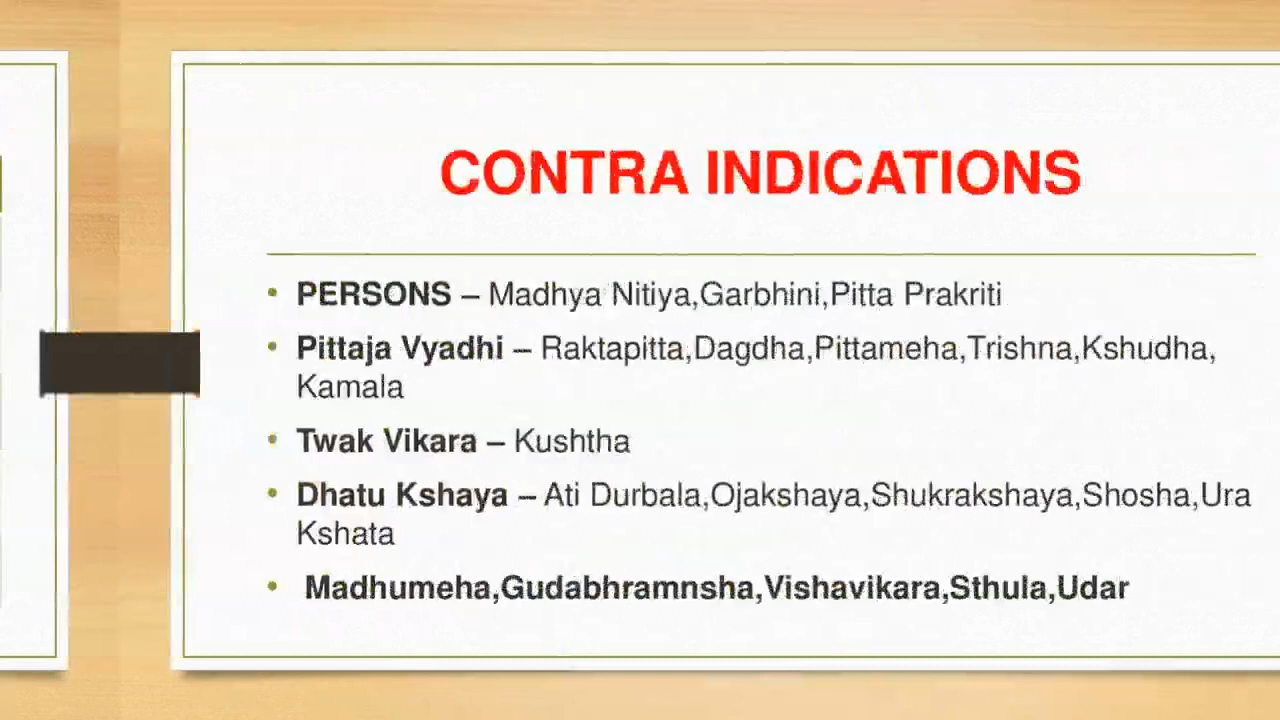 CONTRA INDICATIONS
• PERSONS – Madhya Nitiya,Garbhini,Pitta Prakriti
• Pittaja Vyadhi – Raktapitta,Dagdha,Pittameha,Trishna,Kshudha,
Kamala
• Twak Vikara – Kushtha
• Dhatu Kshaya – Ati Durbala,Ojakshaya,Shukrakshaya,Shosha,Ura
Kshata
• Madhumeha,Gudabhramnsha,Vishavikara,Sthula,Udar